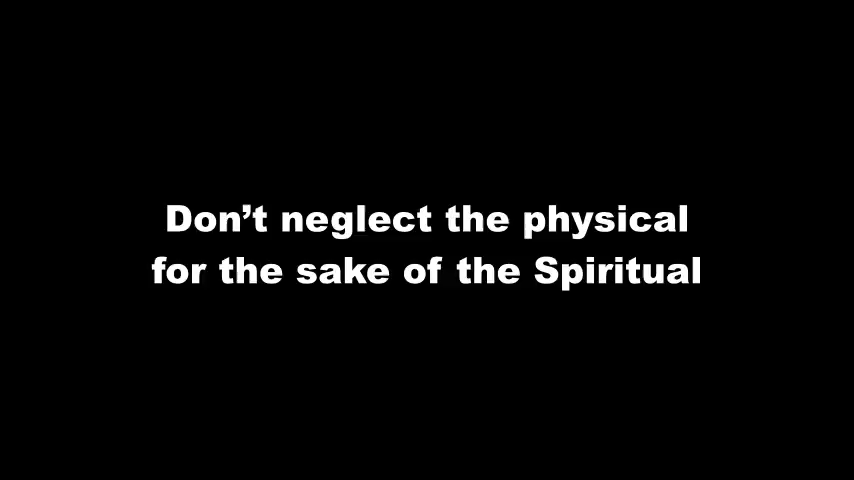 Don’t neglect the physical
for the sake of the Spiritual